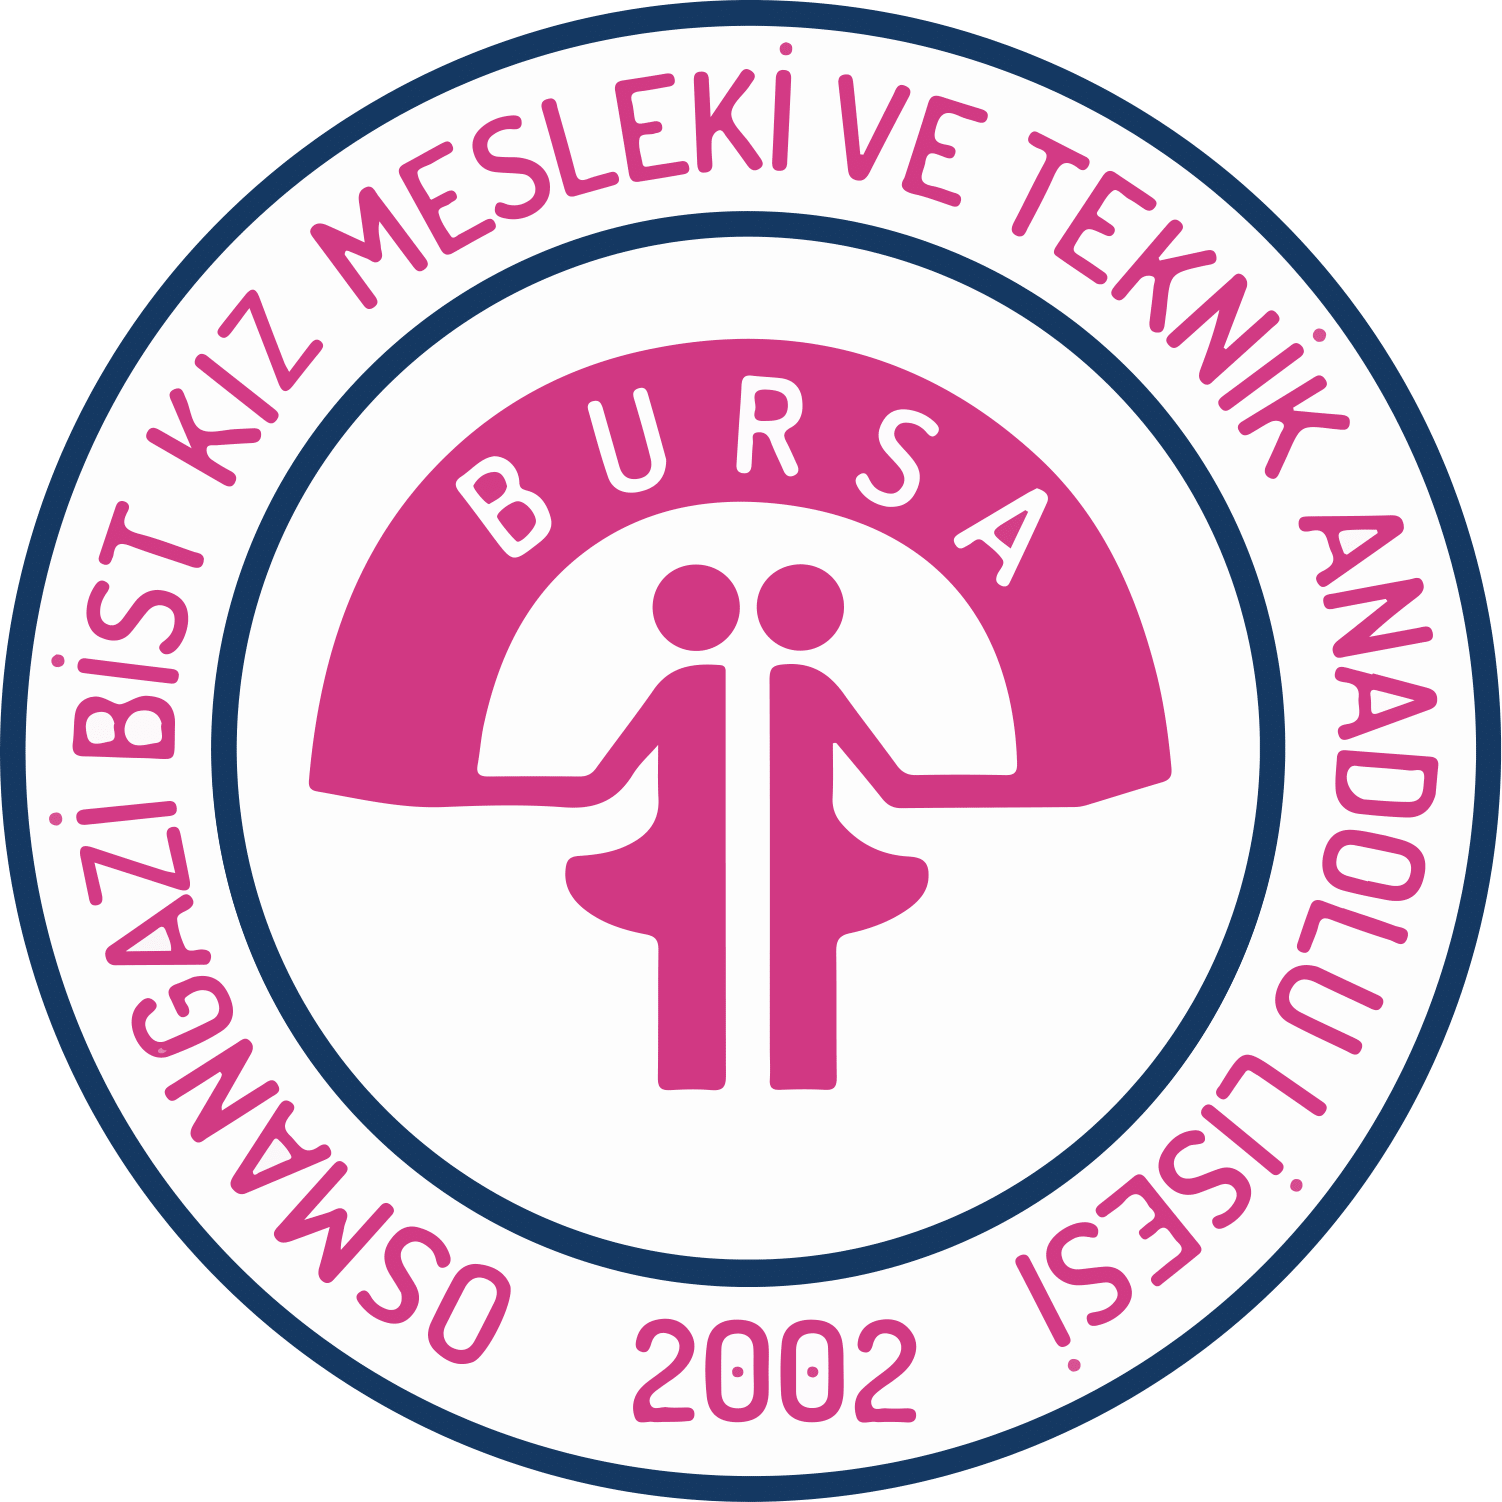 OSMANGAZİ BİST KIZ MESLEKİ VE TEKNİK ANADOLU LİSESİ
BURSA
2002